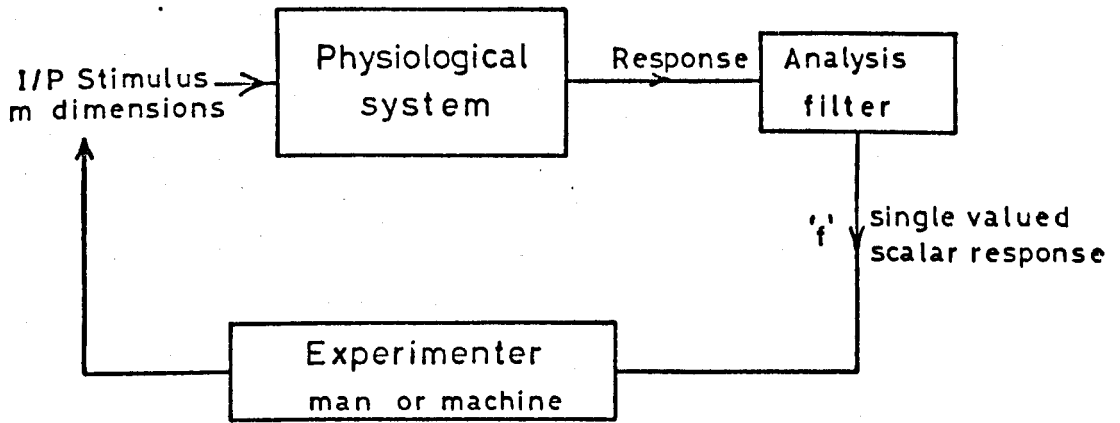 I/P Stimulus
m dimensions
Physiological
system
Response
Analysis
filter
'f'
single valued
scalar response
Experimenter
man or machine